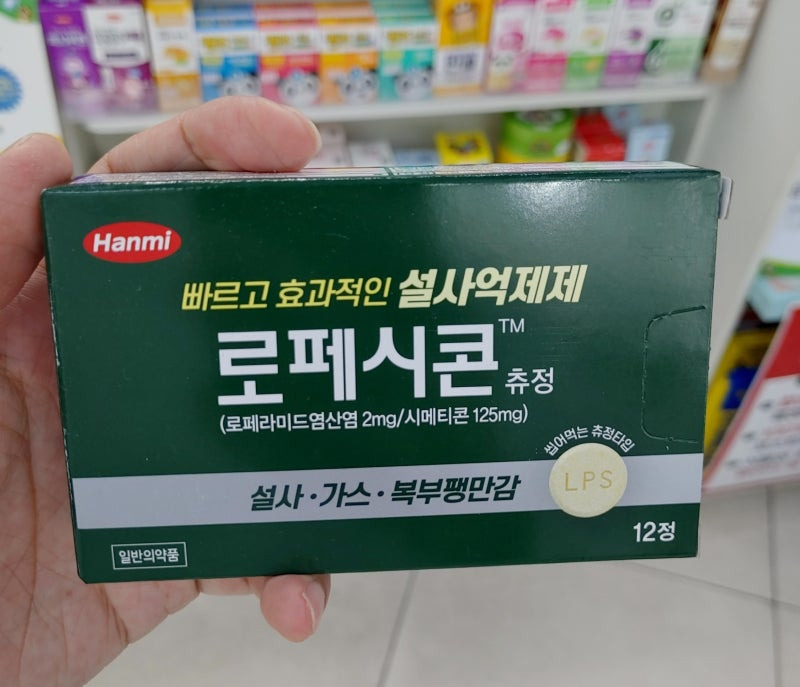 Hanmi
빠르고 효과적인 설사억제제
로페시콘™ 츄정
(로페라미드염산염 2mg/시메티콘 125mg)
씹어먹는 츄정타입
LPS
설사·가스·복부팽만감
12정
일반의약품